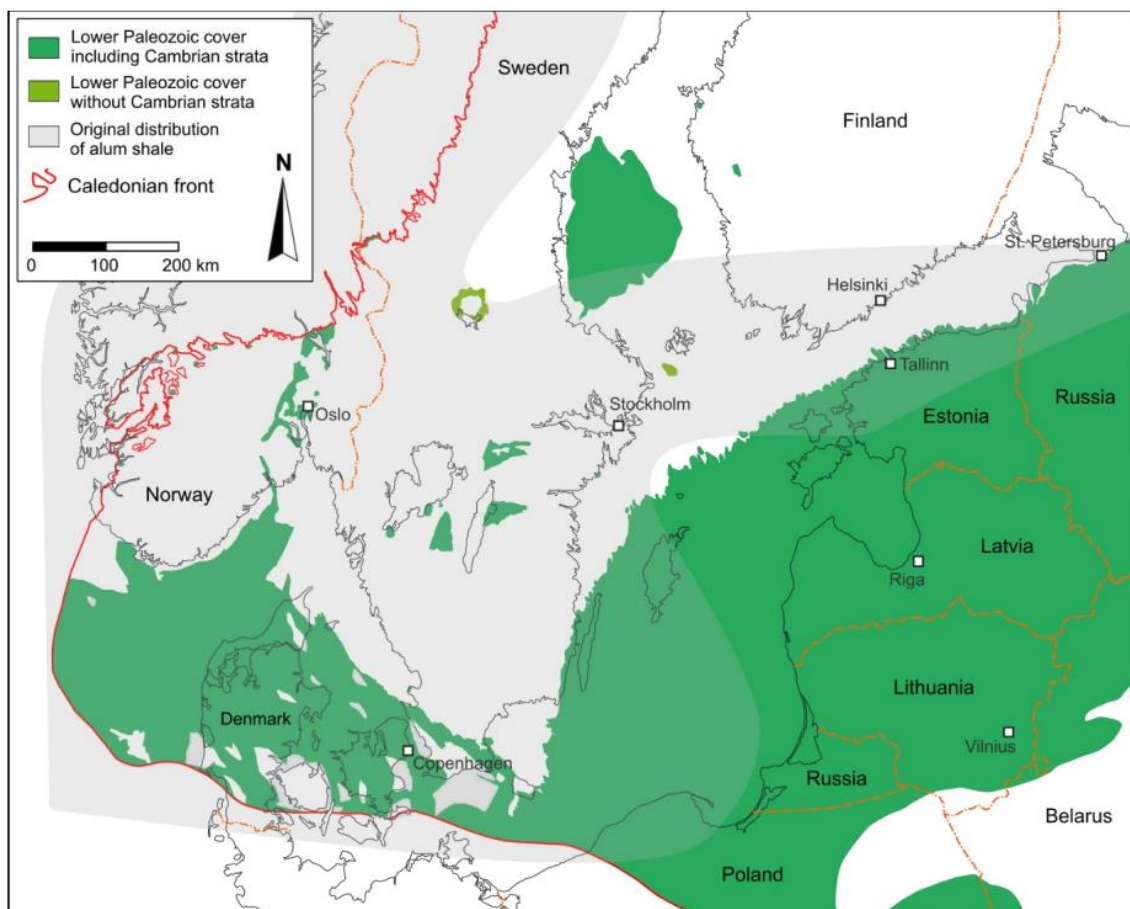 Lower Paleozoic cover
including Cambrian strata
Lower Paleozoic cover
without Cambrian strata
Original distribution
of alum shale
Caledonian front
N
0 100 200 km
Sweden
Finland
St. Petersburg
Helsinki
Tallinn
Oslo
Stockholm
Estonia
Russia
Norway
Latvia
Riga
Lithuania
Denmark
Vilnius
Copenhagen
Russia
Belarus
Poland